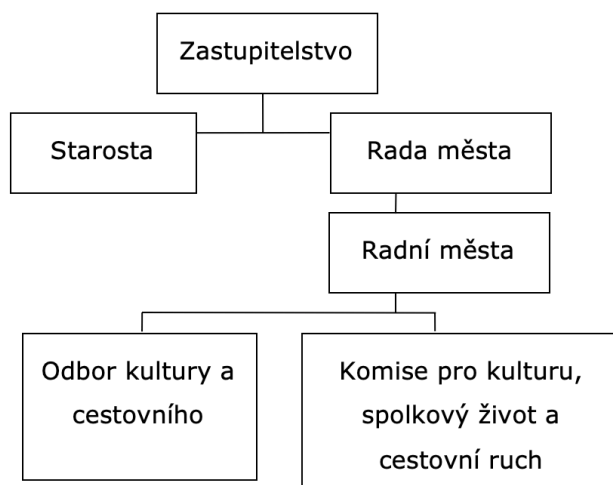 Zastupitelstvo
Starosta
Rada města
Radní města
Odbor kultury a
cestovního
Komise pro kulturu,
spolkový život a
cestovní ruch